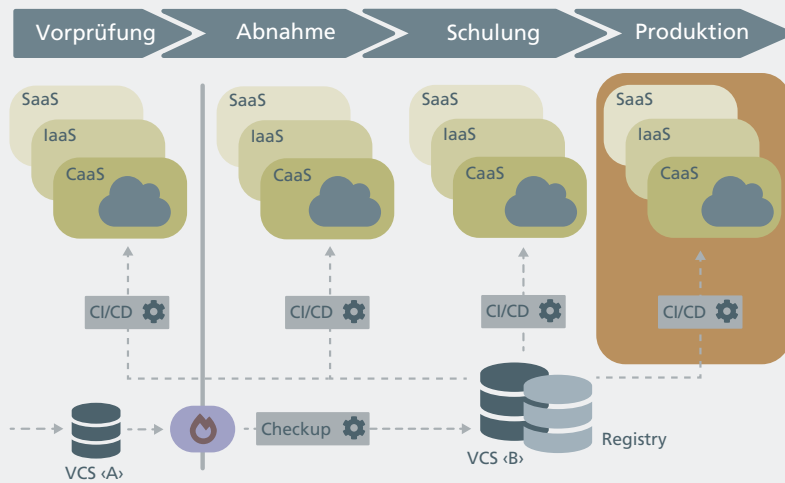 Vorprüfung
Abnahme
Schulung
Produktion
SaaS
IaaS
CaaS
SaaS
IaaS
CaaS
SaaS
IaaS
CaaS
SaaS
IaaS
CaaS
CI/CD
CI/CD
CI/CD
CI/CD
Checkup
VCS ‹A›
VCS ‹B›
Registry